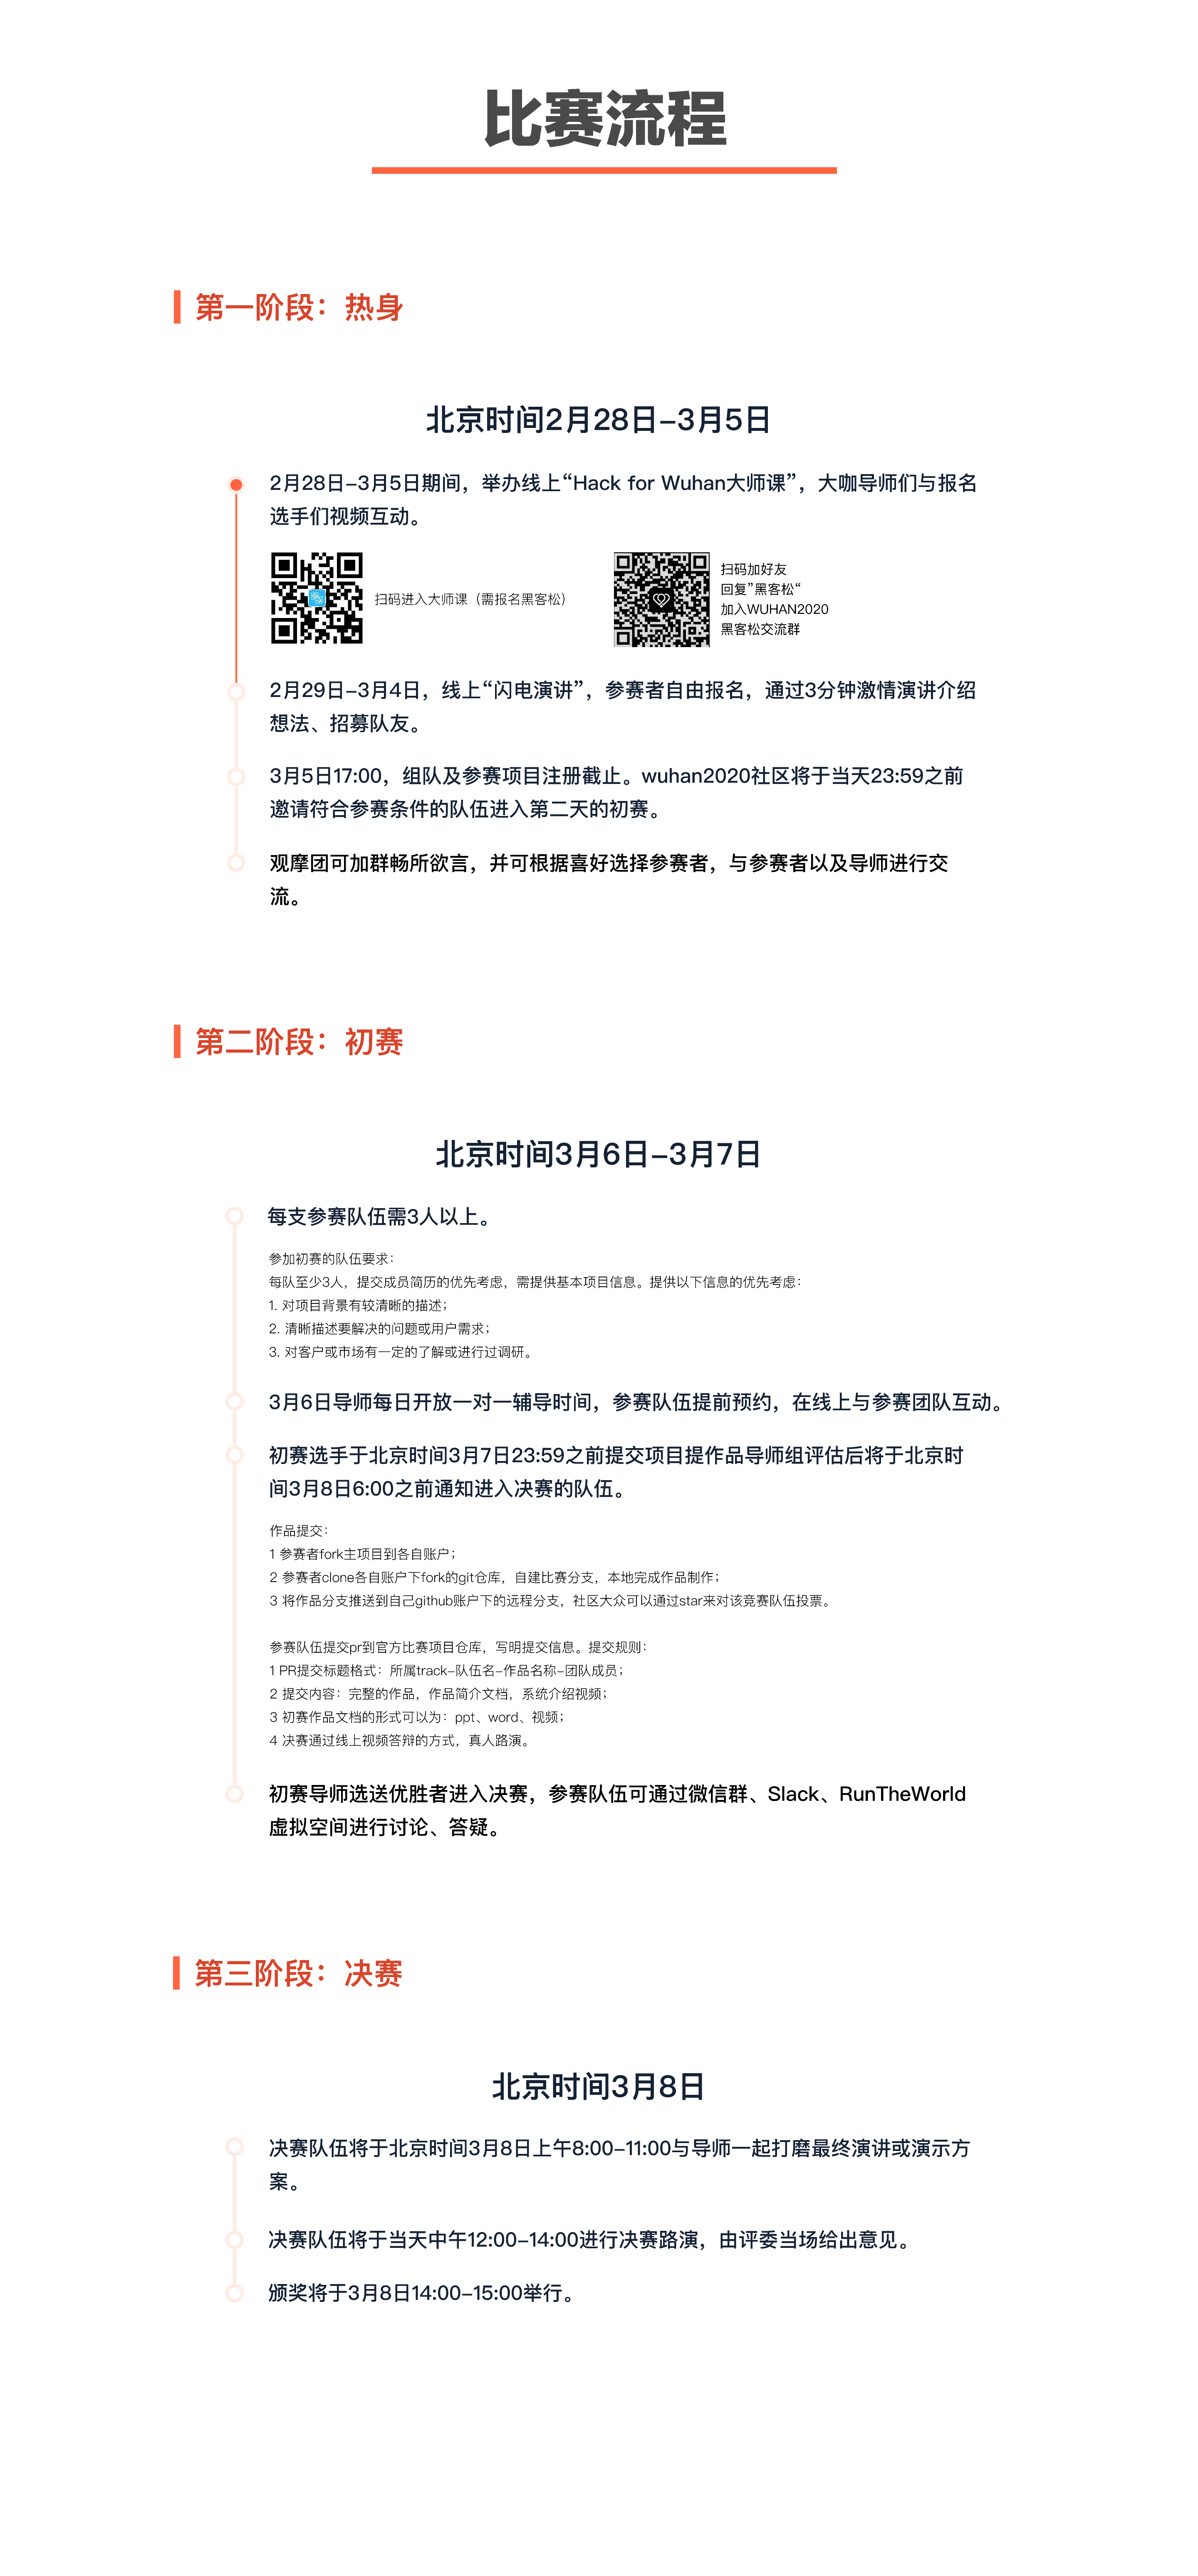 比赛流程
第一阶段：热身
北京时间2月28日-3月5日
2月28日-3月5日期间，举办线上“Hack for Wuhan大师课”，大咖导师们与报名
选手们视频互动。
扫码进入大师课（需报名黑客松）
扫码加好友
回复”黑客松“
加入WUHAN2020
黑客松交流群
2月29日-3月4日，线上“闪电演讲”，参赛者自由报名，通过3分钟激情演讲介绍
想法、招募队友。
3月5日17:00，组队及参赛项目注册截止。wuhan2020社区将于当天23:59之前
邀请符合参赛条件的队伍进入第二天的初赛。
观摩团可加群畅所欲言，并可根据喜好选择参赛者，与参赛者以及导师进行交
流。
第二阶段：初赛
北京时间3月6日-3月7日
每支参赛队伍需3人以上。
参加初赛的队伍要求：
每队至少3人，提交成员简历的优先考虑，需提供基本项目信息。提供以下信息的优先考虑：
1. 对项目背景有较清晰的描述；
2. 清晰描述要解决的问题或用户需求；
3. 对客户或市场有一定的了解或进行过调研。
3月6日导师每日开放一对一辅导时间，参赛队伍提前预约，在线上与参赛团队互动。
初赛选手于北京时间3月7日23:59之前提交项目提作品导师组评估后将于北京时
间3月8日6:00之前通知进入决赛的队伍。
作品提交：
1 参赛者fork主项目到各自账户；
2 参赛者clone各自账户下fork的git仓库，自建比赛分支，本地完成作品制作；
3 将作品分支推送到自己github账户下的远程分支，社区大众可以通过star来对该竞赛队伍投票。
参赛队伍提交pr到官方比赛项目仓库，写明提交信息。提交规则：
1 PR提交标题格式：所属track-队伍名-作品名称-团队成员；
2 提交内容：完整的作品，作品简介文档，系统介绍视频；
3 初赛作品文档的形式可以为：ppt、word、视频；
4 决赛通过线上视频答辩的方式，真人路演。
初赛导师选送优胜者进入决赛，参赛队伍可通过微信群、Slack、RunTheWorld
虚拟空间进行讨论、答疑。
第三阶段：决赛
北京时间3月8日
决赛队伍将于北京时间3月8日上午8:00-11:00与导师一起打磨最终演讲或演示方
案。
决赛队伍将于当天中午12:00-14:00进行决赛路演，由评委当场给出意见。
颁奖将于3月8日14:00-15:00举行。